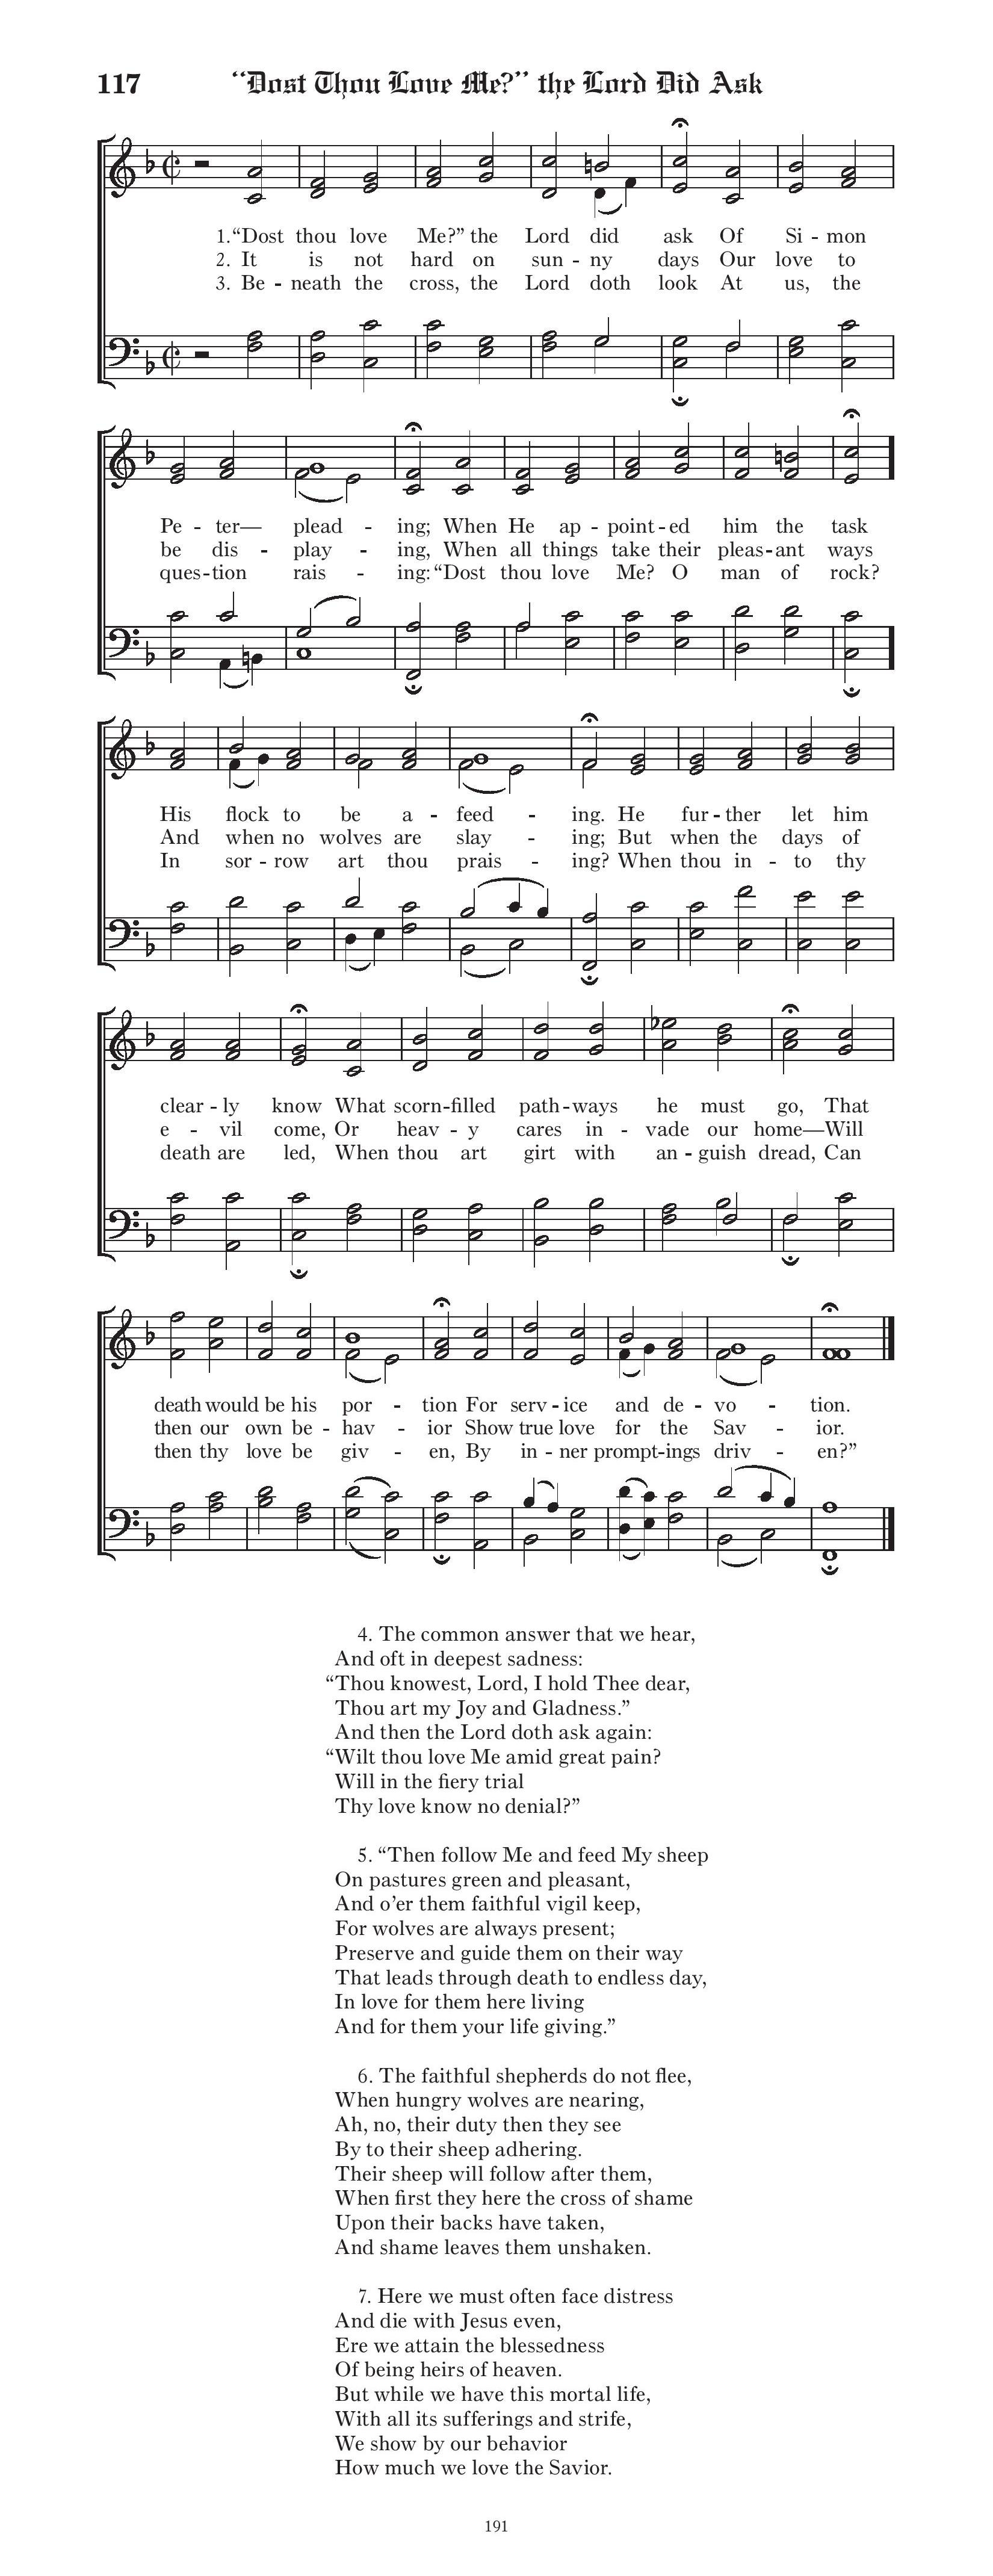 117 “Dost Thou Love Me?” the Lord Did Ask
1. “Dost thou love Me?” the Lord did ask Of Si - mon
2. It is not hard on sun - ny days Our love to
3. Be - neath the cross, the Lord doth look At us, the
Pe - ter— plead - ing; When He ap - point - ed him the task
be dis - play - ing, When all things take their pleas - ant ways
ques - tion rais - ing: “Dost thou love Me? O man of rock?
His flock to be a - feed - ing. He fur - ther let him
And when no wolves are slay - ing; But when the days of
In sor - row art thou prais - ing? When thou in - to thy
clear - ly know What scorn - filled path - ways he must go, That
e - vil come, Or heav - y cares in - vade our home—Will
death are led, When thou art girt with an - guish dread, Can
death would be his por - tion For serv - ice and de - vo - tion.
then our own be - hav - ior Show true love for the Sav - ior.
then thy love be giv - en, By in - ner prompt - ings driv - en?”
4. The common answer that we hear,
And oft in deepest sadness:
“Thou knowest, Lord, I hold Thee dear,
Thou art my Joy and Gladness.”
And then the Lord doth ask again:
“Wilt thou love Me amid great pain?
Will in the fiery trial
Thy love know no denial?”
5. “Then follow Me and feed My sheep
On pastures green and pleasant,
And o’er them faithful vigil keep,
For wolves are always present;
Preserve and guide them on their way
That leads through death to endless day,
In love for them here living
And for them your life giving.”
6. The faithful shepherds do not flee,
When hungry wolves are nearing,
Ah, no, their duty then they see
By to their sheep adhering.
Their sheep will follow after them,
When first they here the cross of shame
Upon their backs have taken,
And shame leaves them unshaken.
7. Here we must often face distress
And die with Jesus even,
Ere we attain the blessedness
Of being heirs of heaven.
But while we have this mortal life,
With all its sufferings and strife,
We show by our behavior
How much we love the Savior.
191